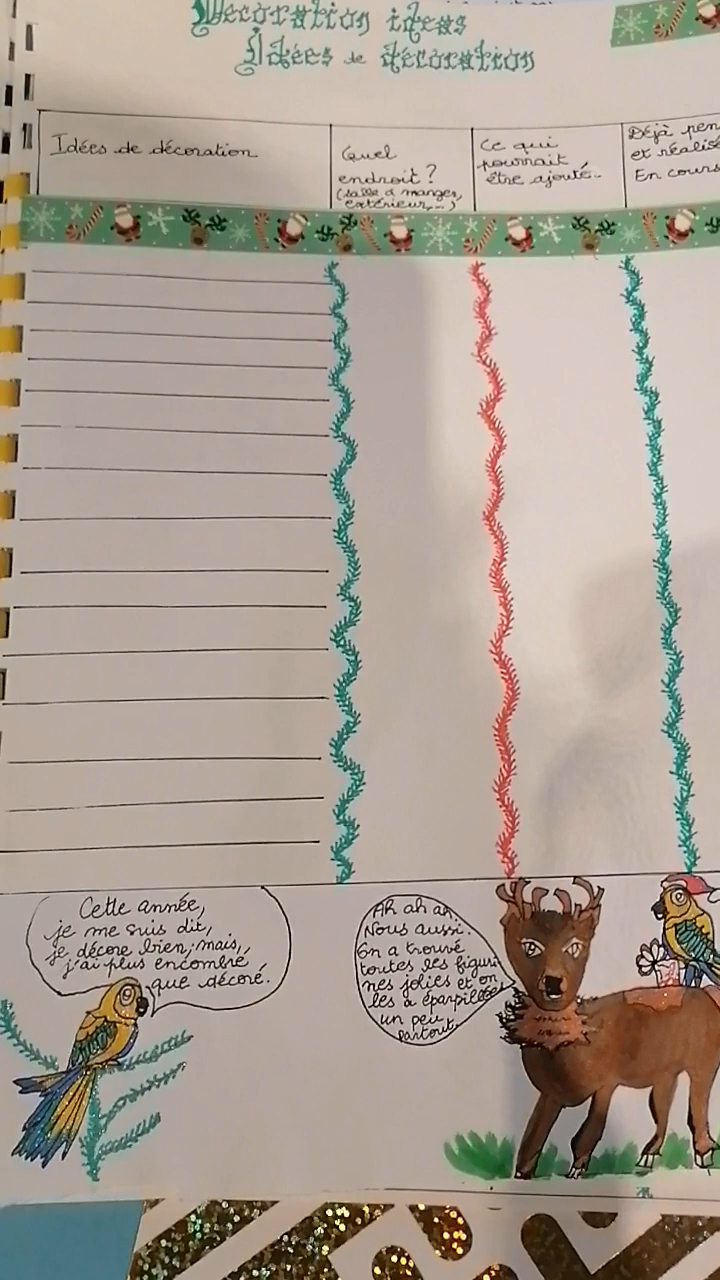 Decoration ideas
Idées de décoration
Idées de décoration
Quel
endroit?
(salle à manger,
extérieur,...)
Ce qui
pourrait
être ajouté.
Déjà pen
et réalisé
En cours
Cette année,
je me suis dit,
je décore bien, mais,
j'ai plus encombré
que décoré.
Ah ah ah.
Nous aussi.
On a trouvé
toutes les figuri
nes jolies et on
les a éparpillées
un peu
partout.